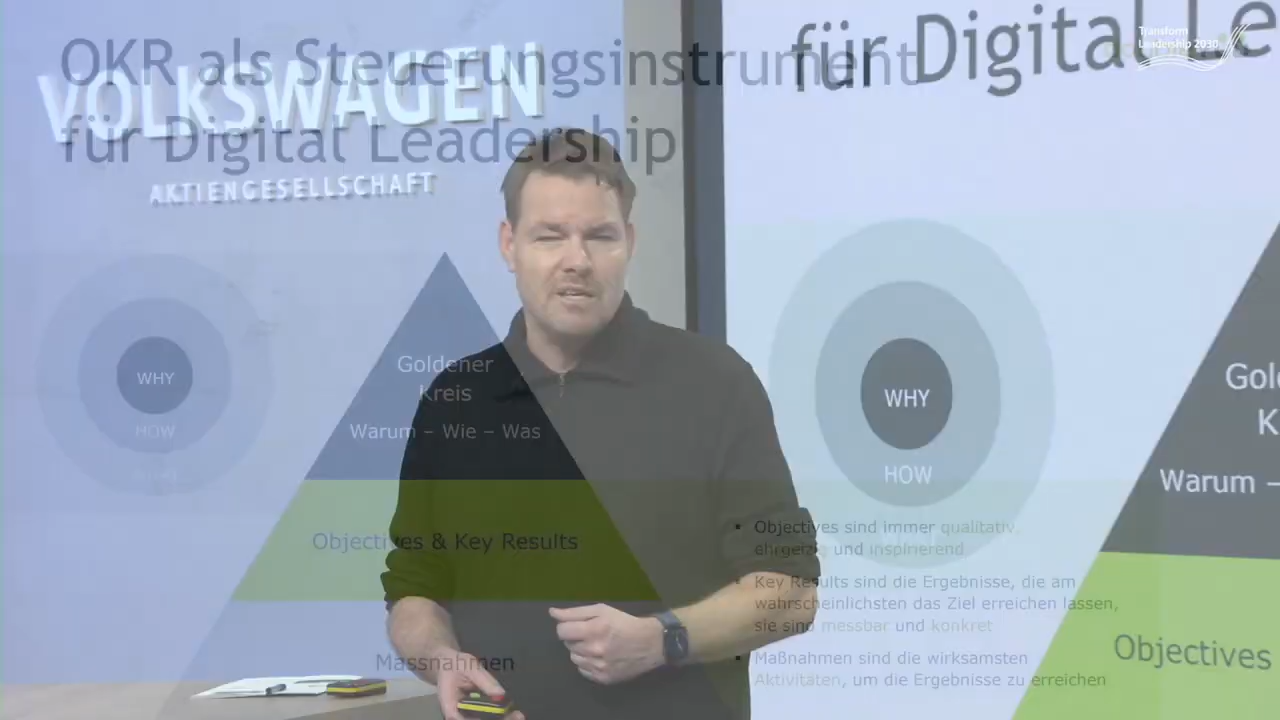 OKR als Steuerungsinstrument
für Digital Leadership
VOLKSWAGEN
AKTIENGESELLSCHAFT
für Digital Le
Transform
Leadership 2030
WHY
HOW
Goldener
Kreis
Warum – Wie – Was
Objectives & Key Results
Massnahmen
WHY
HOW
Warum –
Objectives
▪ Objectives sind immer qualitativ,
ehrgeizig und inspirierend
▪ Key Results sind die Ergebnisse, die am
wahrscheinlichsten das Ziel erreichen lassen,
sie sind messbar und konkret
▪ Maßnahmen sind die wirksamsten
Aktivitäten, um die Ergebnisse zu erreichen